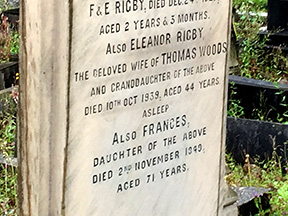 F & E RIGBY, DIED DEC. 24
AGED 2 YEARS & 3 MONTHS.
ALSO ELEANOR RIGBY,
THE BELOVED WIFE OF THOMAS WOODS
AND GRANDDAUGHTER OF THE ABOVE
DIED 10TH OCT 1939, AGED 44 YEARS.
ASLEEP
ALSO FRANCES,
DAUGHTER OF THE ABOVE
DIED 2ND NOVEMBER 1949,
AGED 71 YEARS.